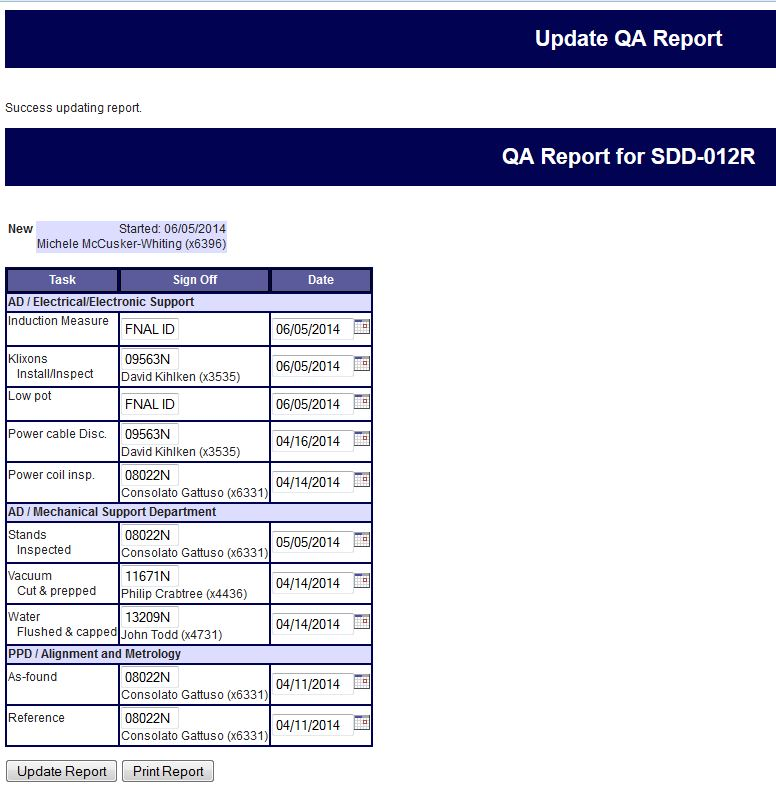 Update QA Report
Success updating report.
QA Report for SDD-012R
New Started: 06/05/2014
Michele McCusker-Whiting (x6396)
Task Sign Off Date
AD / Electrical/Electronic Support
Induction Measure FNAL ID 06/05/2014
Klixons 09563N 06/05/2014
Install/Inspect David Kihlken (x3535)
Low pot FNAL ID 06/05/2014
Power cable Disc. 09563N 04/16/2014
David Kihlken (x3535)
Power coil insp. 08022N 04/14/2014
Consolato Gattuso (x6331)
AD / Mechanical Support Department
Stands 08022N 05/05/2014
Inspected Consolato Gattuso (x6331)
Vacuum 11671N 04/14/2014
Cut & prepped Philip Crabtree (x4436)
Water 13209N 04/14/2014
Flushed & capped John Todd (x4731)
PPD / Alignment and Metrology
As-found 08022N 04/11/2014
Consolato Gattuso (x6331)
Reference 08022N 04/11/2014
Consolato Gattuso (x6331)
Update Report Print Report